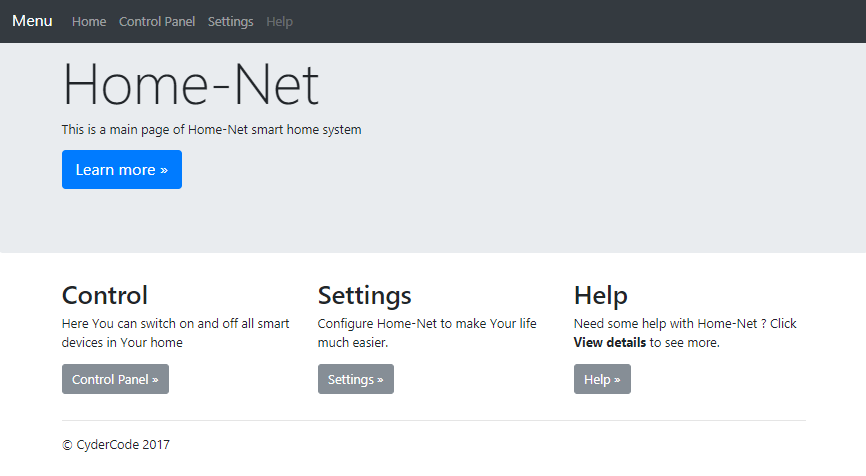 Menu Home Control Panel Settings Help
Home-Net
This is a main page of Home-Net smart home system
Learn more »
Control
Here You can switch on and off all smart
devices in Your home
Control Panel »
Settings
Configure Home-Net to make Your life
much easier.
Settings »
Help
Need some help with Home-Net ? Click
View details to see more.
Help »
© CyderCode 2017